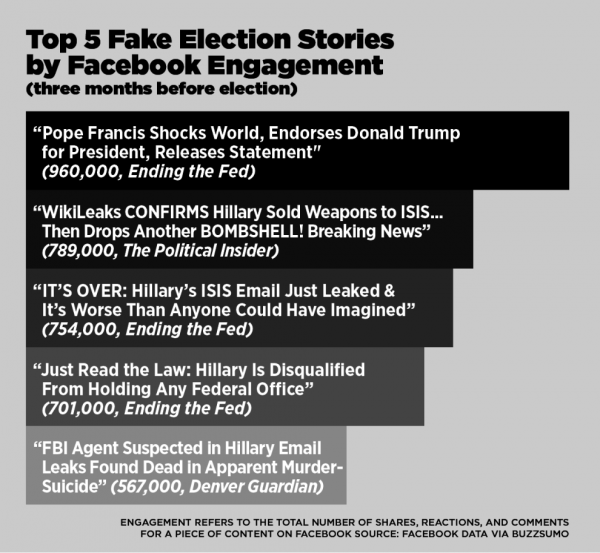 Top 5 Fake Election Stories
by Facebook Engagement
(three months before election)
“Pope Francis Shocks World, Endorses Donald Trump
for President, Releases Statement"
(960,000, Ending the Fed)
“WikiLeaks CONFIRMS Hillary Sold Weapons to ISIS...
Then Drops Another BOMBSHELL! Breaking News”
(789,000, The Political Insider)
“IT’S OVER: Hillary’s ISIS Email Just Leaked &
It’s Worse Than Anyone Could Have Imagined”
(754,000, Ending the Fed)
“Just Read the Law: Hillary Is Disqualified
From Holding Any Federal Office”
(701,000, Ending the Fed)
“FBI Agent Suspected in Hillary Email
Leaks Found Dead in Apparent Murder-
Suicide” (567,000, Denver Guardian)
ENGAGEMENT REFERS TO THE TOTAL NUMBER OF SHARES, REACTIONS, AND COMMENTS
FOR A PIECE OF CONTENT ON FACEBOOK SOURCE: FACEBOOK DATA VIA BUZZSUMO